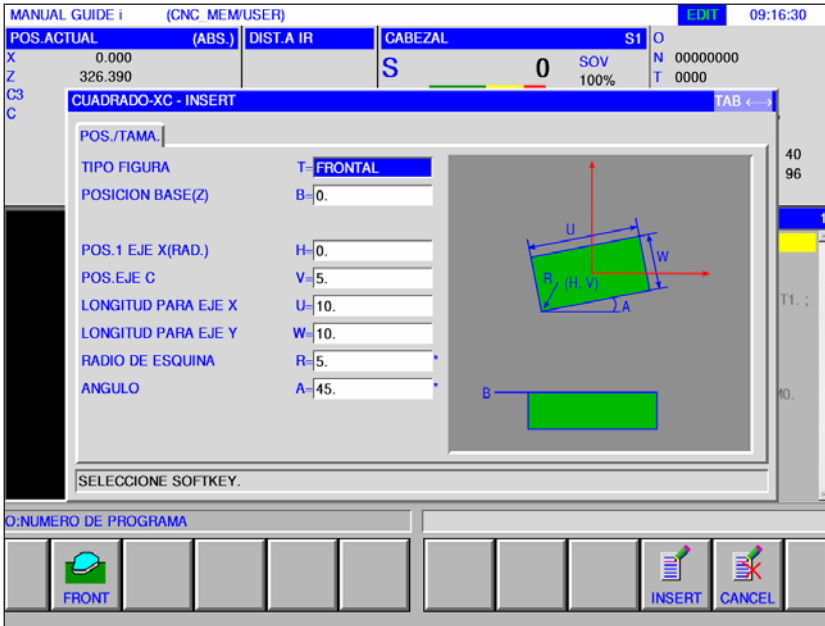 MANUAL GUIDE i (CNC_MEM/USER) EDIT 09:16:30
POS.ACTUAL (ABS.) DIST.A IR CABEZAL S1 O
X 0.000 S 0 SOV N 00000000
Z 326.390 100% T 0000
C3
C
CUADRADO-XC - INSERT TAB ←→
POS./TAMA.
TIPO FIGURA T= FRONTAL
POSICION BASE(Z) B= 0.
POS.1 EJE X(RAD.) H= 0.
POS.EJE C V= 5.
LONGITUD PARA EJE X U= 10.
LONGITUD PARA EJE Y W= 10.
RADIO DE ESQUINA R= 5. *
ANGULO A= 45. *
U
W
R (H, V)
A
B
40
96
1
T1. ;
M0.
SELECCIONE SOFTKEY.
O:NUMERO DE PROGRAMA
FRONT INSERT CANCEL